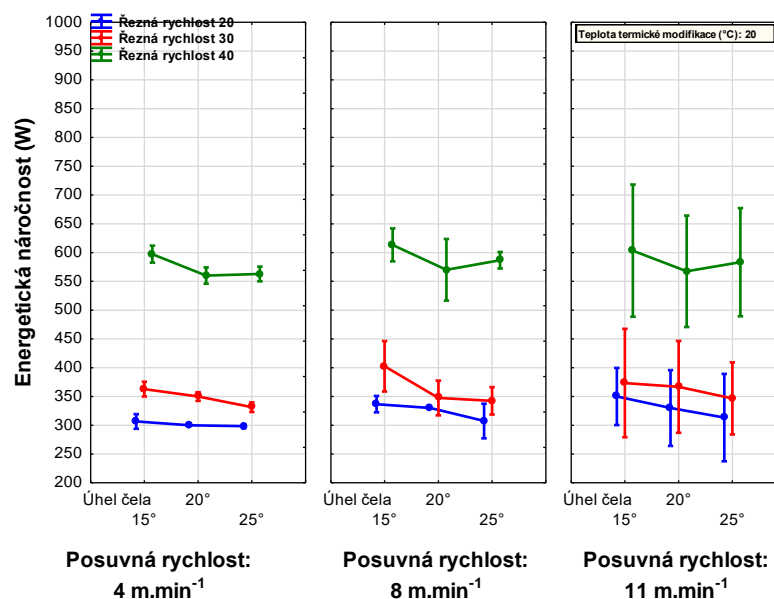 Řezná rychlost 20
Řezná rychlost 30
Řezná rychlost 40
Teplota termické modifikace (°C): 20
Energetická náročnost (W)
1000
950
900
850
800
750
700
650
600
550
500
450
400
350
300
250
200
Úhel čela 20° Úhel čela 20° Úhel čela 20°
15° 25° 15° 25° 15° 25°
Posuvná rychlost: Posuvná rychlost: Posuvná rychlost:
4 m.min⁻¹ 8 m.min⁻¹ 11 m.min⁻¹